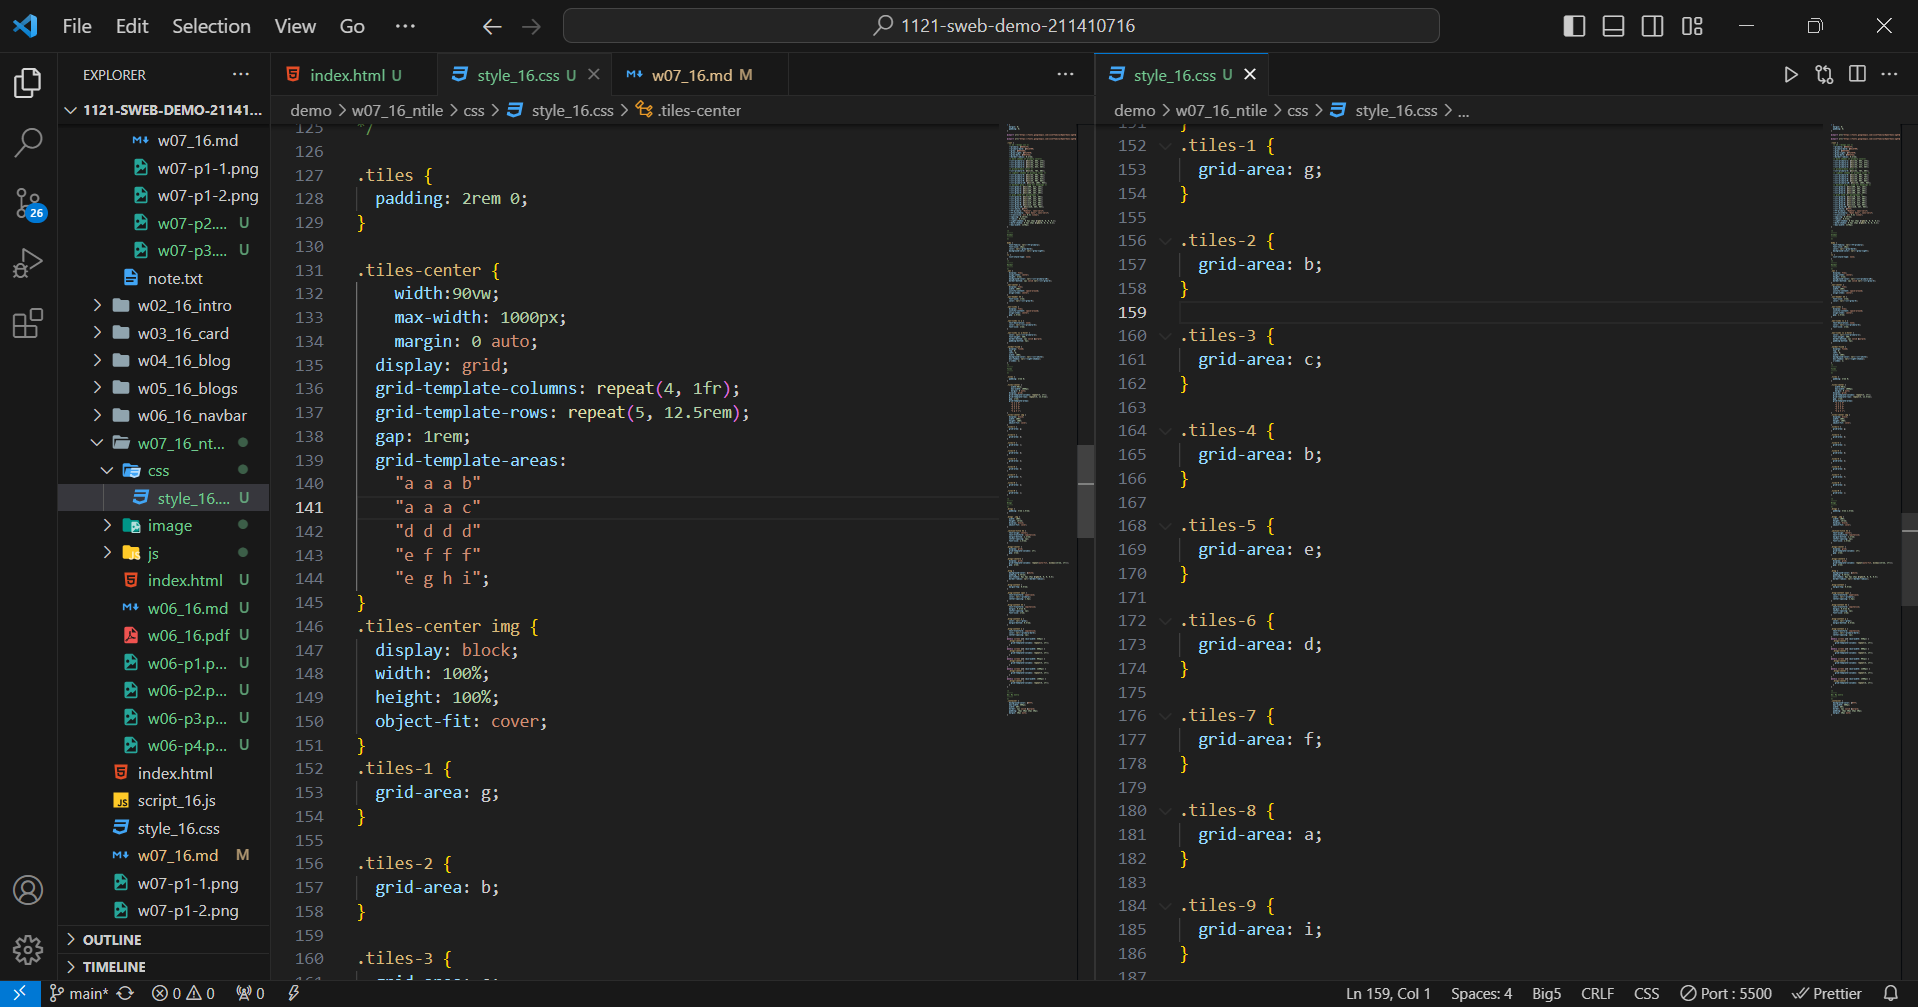 File Edit Selection View Go ···
1121-sweb-demo-211410716
EXPLORER ···
1121-SWEB-DEMO-21141...
w07_16.md
w07-p1-1.png
w07-p1-2.png
w07-p2.... U
w07-p3.... U
note.txt
w02_16_intro
w03_16_card
w04_16_blog
w05_16_blogs
w06_16_navbar
w07_16_nt...
css
style_16.... U
image
js
index.html U
w06_16.md U
w06_16.pdf U
w06-p1.p... U
w06-p2.p... U
w06-p3.p... U
w06-p4.p... U
index.html
script_16.js
style_16.css
w07_16.md M
w07-p1-1.png
w07-p1-2.png
OUTLINE
TIMELINE
26
index.html U
style_16.css U
w07_16.md M
demo > w07_16_ntile > css > style_16.css > .tiles-center
125 */
126
127 .tiles {
128 padding: 2rem 0;
129 }
130
131 .tiles-center {
132 width:90vw;
133 max-width: 1000px;
134 margin: 0 auto;
135 display: grid;
136 grid-template-columns: repeat(4, 1fr);
137 grid-template-rows: repeat(5, 12.5rem);
138 gap: 1rem;
139 grid-template-areas:
140 "a a a b"
141 "a a a c"
142 "d d d d"
143 "e f f f"
144 "e g h i";
145 }
146 .tiles-center img {
147 display: block;
148 width: 100%;
149 height: 100%;
150 object-fit: cover;
151 }
152 .tiles-1 {
153 grid-area: g;
154 }
155
156 .tiles-2 {
157 grid-area: b;
158 }
159
160 .tiles-3 {
style_16.css U
demo > w07_16_ntile > css > style_16.css > ...
151 }
152 .tiles-1 {
153 grid-area: g;
154 }
155
156 .tiles-2 {
157 grid-area: b;
158 }
159
160 .tiles-3 {
161 grid-area: c;
162 }
163
164 .tiles-4 {
165 grid-area: b;
166 }
167
168 .tiles-5 {
169 grid-area: e;
170 }
171
172 .tiles-6 {
173 grid-area: d;
174 }
175
176 .tiles-7 {
177 grid-area: f;
178 }
179
180 .tiles-8 {
181 grid-area: a;
182 }
183
184 .tiles-9 {
185 grid-area: i;
186 }
187
main* 0 0 0
Ln 159, Col 1 Spaces: 4 Big5 CRLF CSS Port : 5500 Prettier